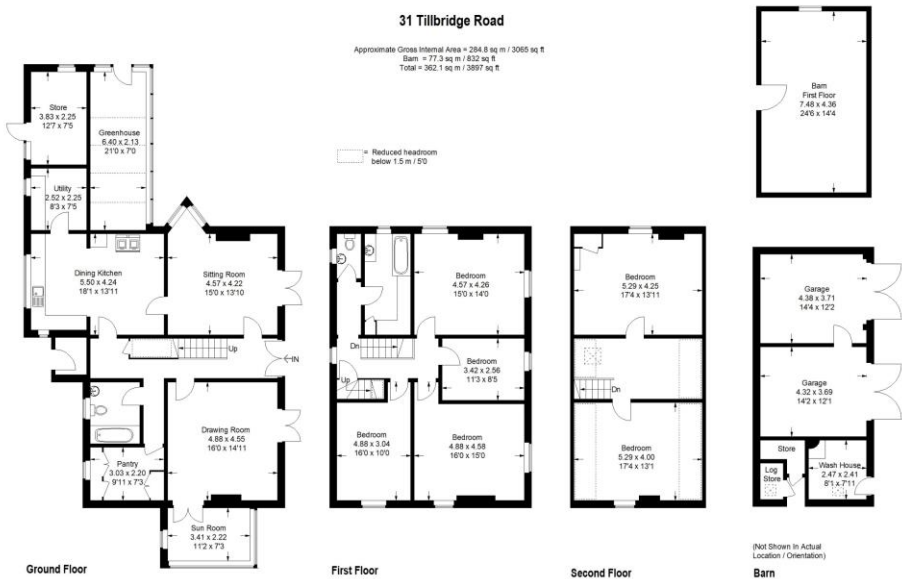 31 Tillbridge Road
Approximate Gross Internal Area = 284.8 sq m / 3065 sq ft
Barn = 77.3 sq m / 832 sq ft
Total = 362.1 sq m / 3897 sq ft
= Reduced headroom
below 1.5 m / 5'0
Store
3.83 x 2.25
12'7 x 7'5
Greenhouse
6.40 x 2.13
21'0 x 7'0
Utility
2.52 x 2.25
8'3 x 7'5
Dining Kitchen
5.50 x 4.24
18'1 x 13'11
Sitting Room
4.57 x 4.22
15'0 x 13'10
Up
IN
Drawing Room
4.88 x 4.55
16'0 x 14'11
Pantry
3.03 x 2.20
9'11 x 7'3
Sun Room
3.41 x 2.22
11'2 x 7'3
Ground Floor
Bedroom
4.57 x 4.26
15'0 x 14'0
Dn
Up
Bedroom
3.42 x 2.56
11'3 x 8'5
Bedroom
4.88 x 3.04
16'0 x 10'0
Bedroom
4.88 x 4.58
16'0 x 15'0
First Floor
Bedroom
5.29 x 4.25
17'4 x 13'11
Dn
Bedroom
5.29 x 4.00
17'4 x 13'1
Second Floor
Barn
First Floor
7.48 x 4.36
24'6 x 14'4
Garage
4.38 x 3.71
14'4 x 12'2
Garage
4.32 x 3.69
14'2 x 12'1
Store
Log
Store
Wash House
2.47 x 2.41
8'1 x 7'11
(Not Shown In Actual
Location / Orientation)
Barn